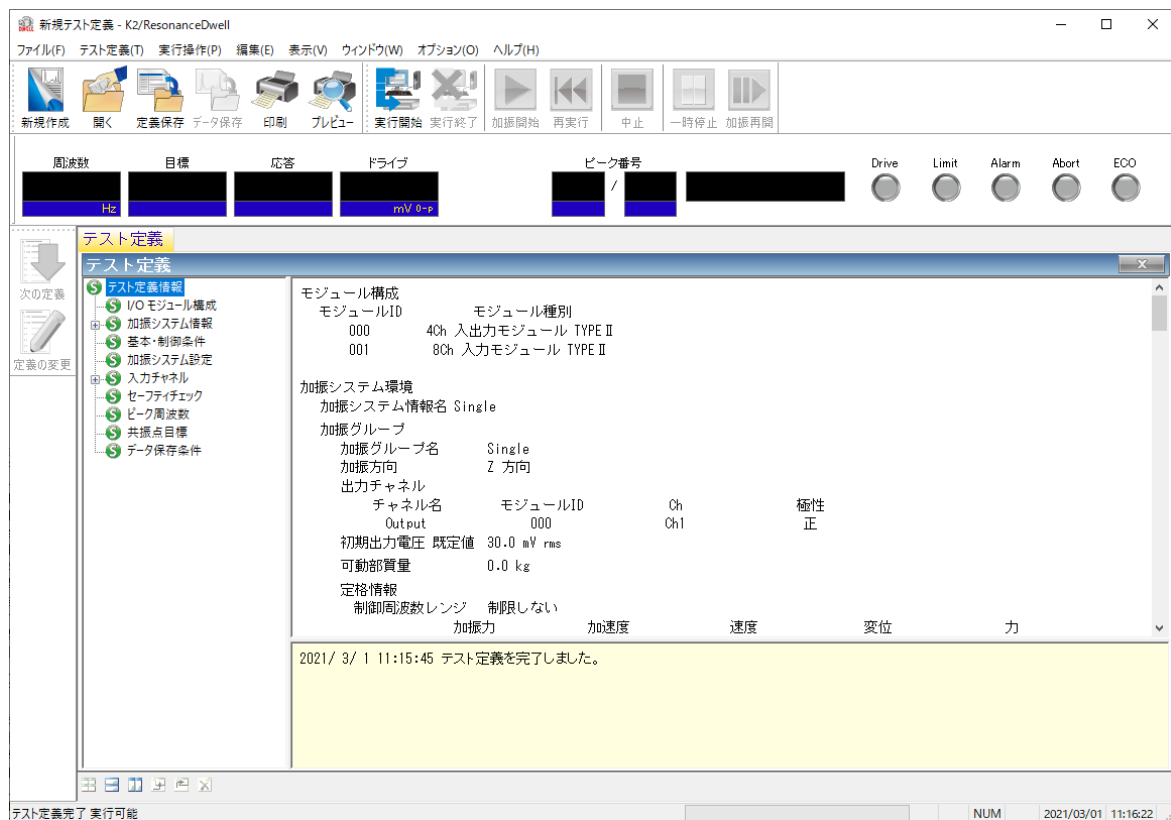 新規テスト定義 - K2/ResonanceDwell
ファイル(F) テスト定義(T) 実行操作(P) 編集(E) 表示(V) ウィンドウ(W) オプション(O) ヘルプ(H)
新規作成 開く 定義保存 データ保存 印刷 プレビュー 実行開始 実行終了 加振開始 再実行 中止 一時停止 加振再開
周波数 目標 応答 ドライブ ピーク番号 Drive Limit Alarm Abort ECO
/
Hz mV 0-p
テスト定義
テスト定義
次の定義
定義の変更
テスト定義情報
I/O モジュール構成
加振システム情報
基本・制御条件
加振システム設定
入力チャネル
セーフティチェック
ピーク周波数
共振点目標
データ保存条件
モジュール構成
モジュールID モジュール種別
000 4Ch 入出力モジュール TYPEⅡ
001 8Ch 入力モジュール TYPEⅡ
加振システム環境
加振システム情報名 Single
加振グループ
加振グループ名 Single
加振方向 Z 方向
出力チャネル
チャネル名 モジュールID Ch 極性
Output 000 Ch1 正
初期出力電圧 既定値 30.0 mV rms
可動部質量 0.0 kg
定格情報
制御周波数レンジ 制限しない
加振力 加速度 速度 変位 力
2021/ 3/ 1 11:15:45 テスト定義を完了しました。
テスト定義完了 実行可能 NUM 2021/03/01 11:16:22